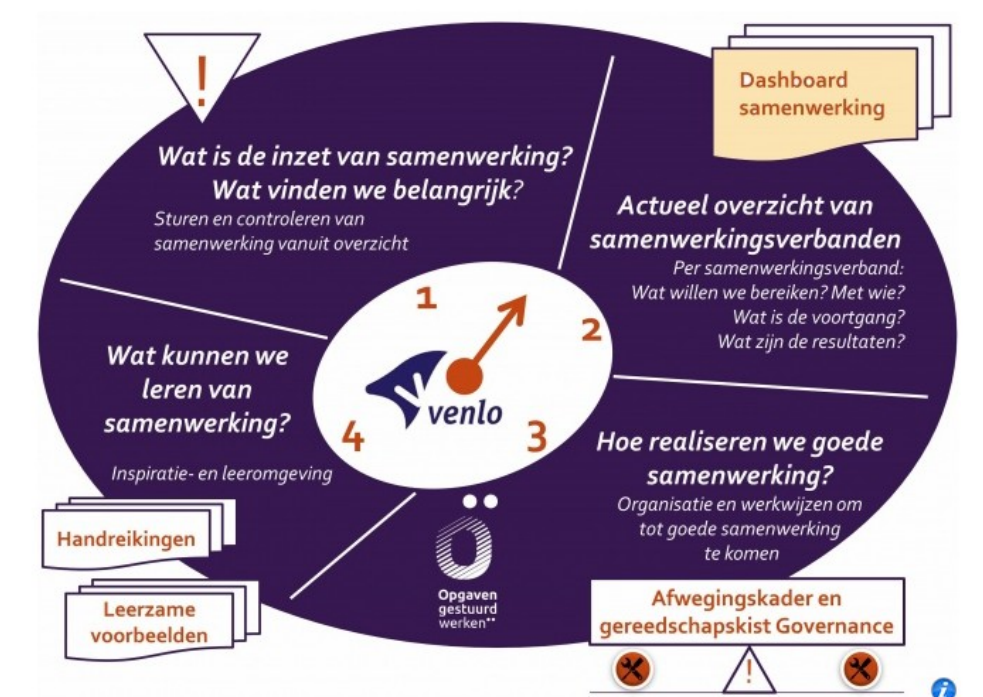 !
Wat is de inzet van samenwerking?
Wat vinden we belangrijk?
Sturen en controleren van
samenwerking vanuit overzicht
Dashboard
samenwerking
Actueel overzicht van
samenwerkingsverbanden
Per samenwerkingsverband:
Wat willen we bereiken? Met wie?
Wat is de voortgang?
Wat zijn de resultaten?
1
2
3
4
venlo
Hoe realiseren we goede
samenwerking?
Organisatie en werkwijzen om
tot goede samenwerking
te komen
Afwegingskader en
gereedschapskist Governance
!
i
Wat kunnen we
leren van
samenwerking?
Inspiratie- en leeromgeving
Handreikingen
Leerzame
voorbeelden
Ö
Opgaven
gestuurd
werken••